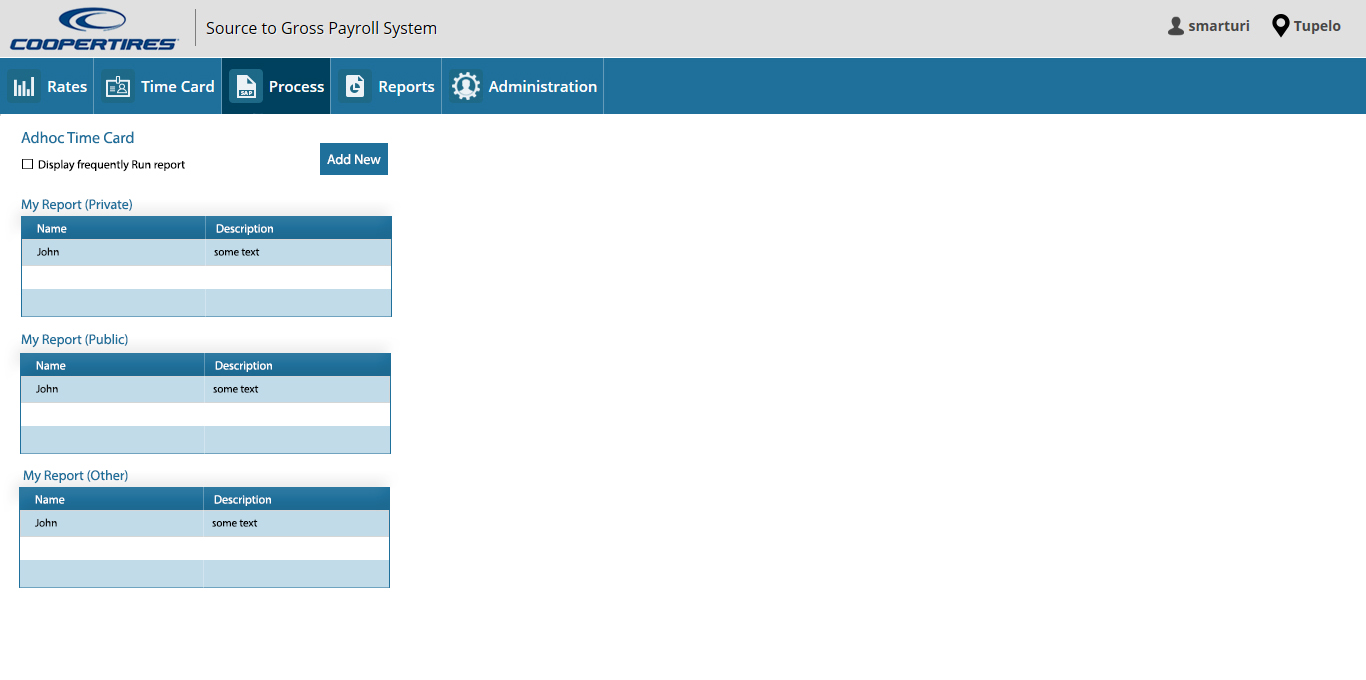 COOPERTIRES
Source to Gross Payroll System
smarturi
Tupelo
Rates
Time Card
SAP
Process
Reports
Administration
Adhoc Time Card
Display frequently Run report
Add New
My Report (Private)
Name Description
John some text
My Report (Public)
Name Description
John some text
My Report (Other)
Name Description
John some text